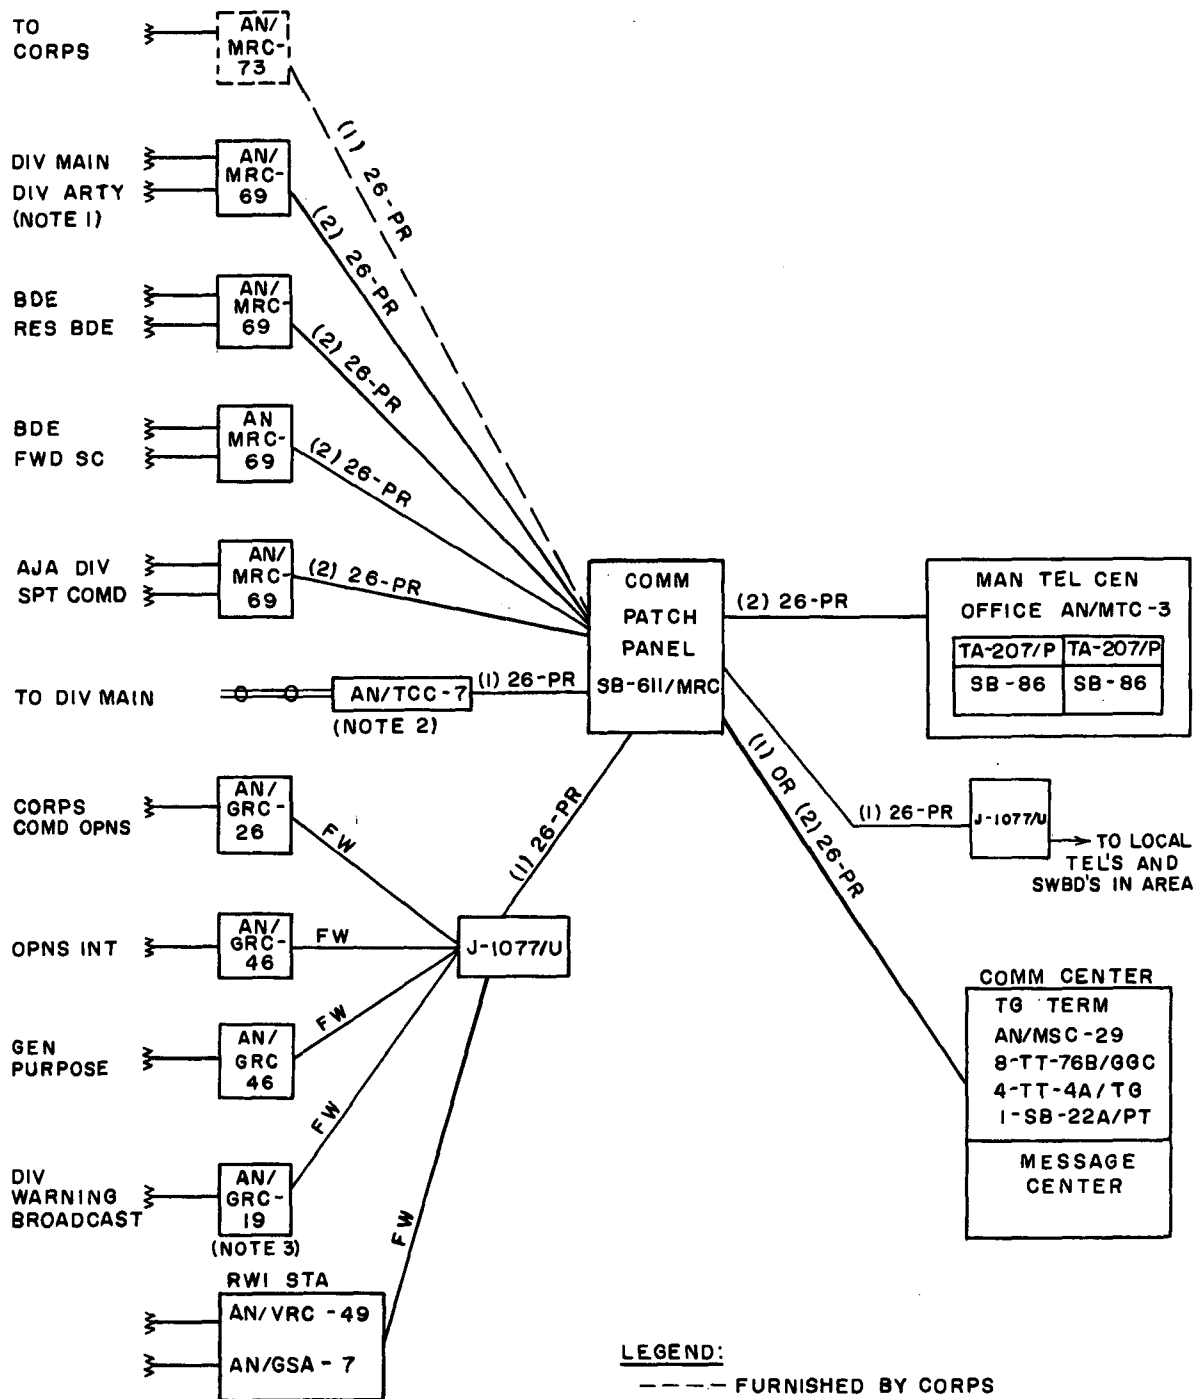 TO
CORPS
AN/
MRC-
73
(1) 26-PR
DIV MAIN
DIV ARTY
(NOTE 1)
AN/
MRC-
69
(2) 26-PR
BDE
RES BDE
AN/
MRC-
69
(2) 26-PR
BDE
FWD SC
AN
MRC-
69
(2) 26-PR
AJA DIV
SPT COMD
AN/
MRC-
69
(2) 26-PR
TO DIV MAIN
AN/TCC-7
(NOTE 2)
(1) 26-PR
COMM
PATCH
PANEL
SB-611/MRC
(2) 26-PR
MAN TEL CEN
OFFICE AN/MTC-3
TA-207/P TA-207/P
SB-86 SB-86
(1) 26-PR
J-1077/U
TO LOCAL
TEL'S AND
SWBD'S IN AREA
(1) OR (2) 26-PR
COMM CENTER
TG TERM
AN/MSC-29
8-TT-76B/GGC
4-TT-4A/TG
1-SB-22A/PT
MESSAGE
CENTER
CORPS
COMD OPNS
AN/
GRC-
26
FW
(1) 26-PR
OPNS INT
AN/
GRC-
46
FW
J-1077/U
GEN
PURPOSE
AN/
GRC
46
FW
DIV
WARNING
BROADCAST
AN/
GRC-
19
(NOTE 3)
FW
RWI STA
AN/VRC-49
AN/GSA-7
FW
LEGEND:
---- FURNISHED BY CORPS